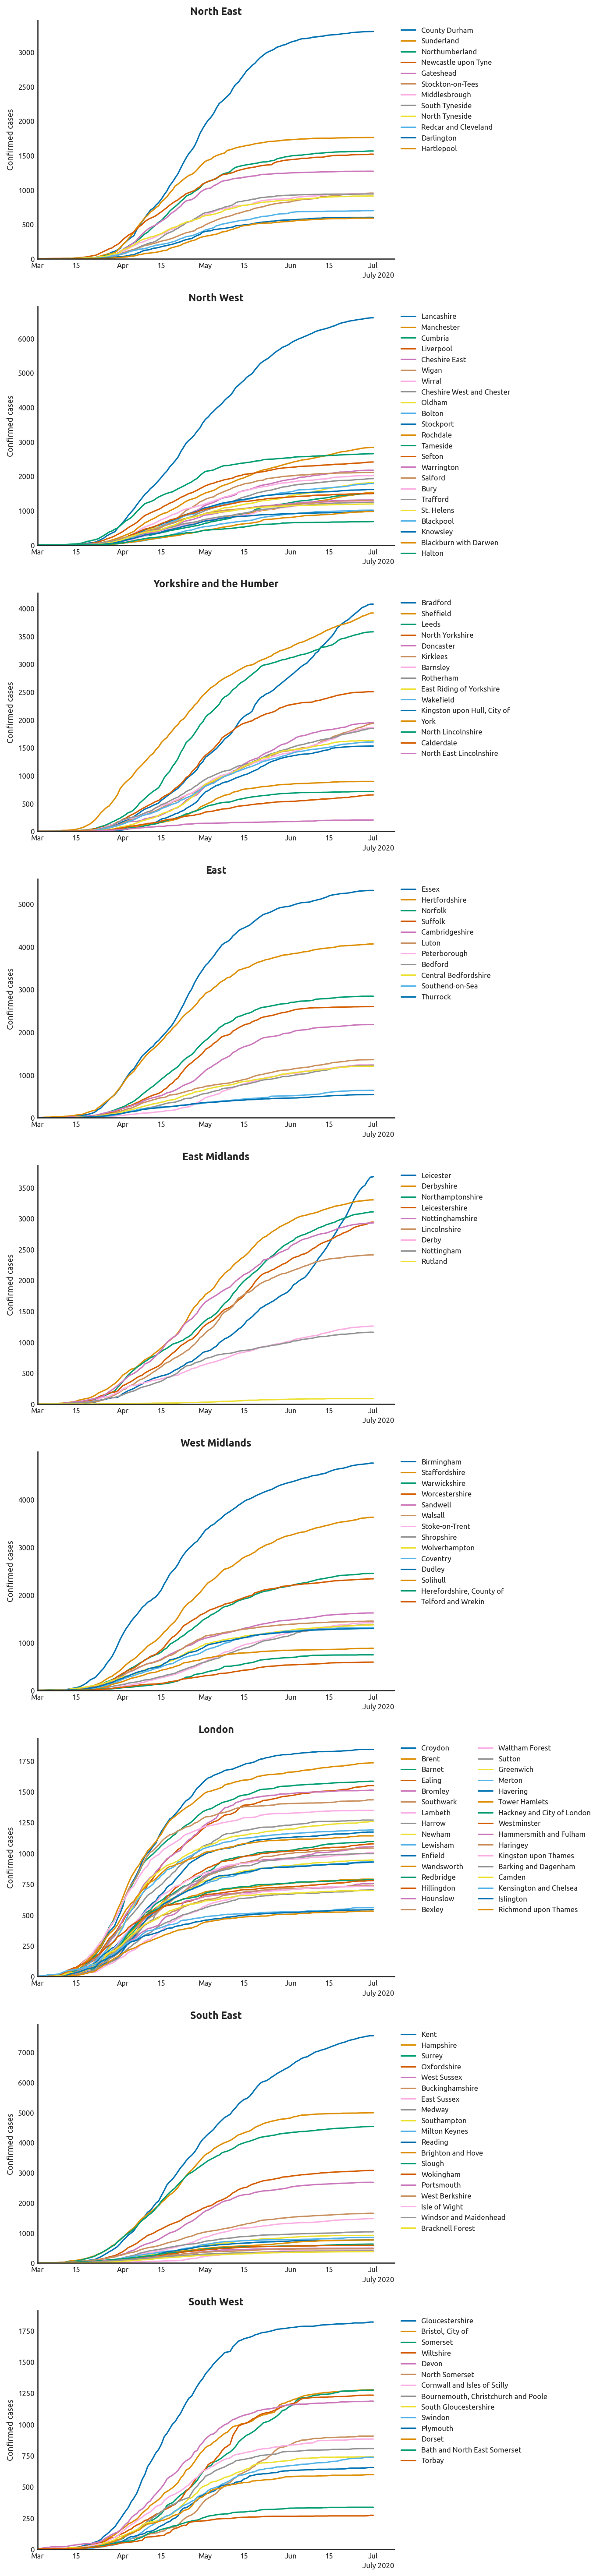 North East
Confirmed cases
3000
2500
2000
1500
1000
500
0
Mar 15 Apr 15 May 15 Jun 15 Jul
July 2020
County Durham
Sunderland
Northumberland
Newcastle upon Tyne
Gateshead
Stockton-on-Tees
Middlesbrough
South Tyneside
North Tyneside
Redcar and Cleveland
Darlington
Hartlepool
North West
Confirmed cases
6000
5000
4000
3000
2000
1000
0
Mar 15 Apr 15 May 15 Jun 15 Jul
July 2020
Lancashire
Manchester
Cumbria
Liverpool
Cheshire East
Wigan
Wirral
Cheshire West and Chester
Oldham
Bolton
Stockport
Rochdale
Tameside
Sefton
Warrington
Salford
Bury
Trafford
St. Helens
Blackpool
Knowsley
Blackburn with Darwen
Halton
Yorkshire and the Humber
Confirmed cases
4000
3500
3000
2500
2000
1500
1000
500
0
Mar 15 Apr 15 May 15 Jun 15 Jul
July 2020
Bradford
Sheffield
Leeds
North Yorkshire
Doncaster
Kirklees
Barnsley
Rotherham
East Riding of Yorkshire
Wakefield
Kingston upon Hull, City of
York
North Lincolnshire
Calderdale
North East Lincolnshire
East
Confirmed cases
5000
4000
3000
2000
1000
0
Mar 15 Apr 15 May 15 Jun 15 Jul
July 2020
Essex
Hertfordshire
Norfolk
Suffolk
Cambridgeshire
Luton
Peterborough
Bedford
Central Bedfordshire
Southend-on-Sea
Thurrock
East Midlands
Confirmed cases
3500
3000
2500
2000
1500
1000
500
0
Mar 15 Apr 15 May 15 Jun 15 Jul
July 2020
Leicester
Derbyshire
Northamptonshire
Leicestershire
Nottinghamshire
Lincolnshire
Derby
Nottingham
Rutland
West Midlands
Confirmed cases
4000
3000
2000
1000
0
Mar 15 Apr 15 May 15 Jun 15 Jul
July 2020
Birmingham
Staffordshire
Warwickshire
Worcestershire
Sandwell
Walsall
Stoke-on-Trent
Shropshire
Wolverhampton
Coventry
Dudley
Solihull
Herefordshire, County of
Telford and Wrekin
London
Confirmed cases
1750
1500
1250
1000
750
500
250
0
Mar 15 Apr 15 May 15 Jun 15 Jul
July 2020
Croydon
Brent
Barnet
Ealing
Bromley
Southwark
Lambeth
Harrow
Newham
Lewisham
Enfield
Wandsworth
Redbridge
Hillingdon
Hounslow
Bexley
Waltham Forest
Sutton
Greenwich
Merton
Havering
Tower Hamlets
Hackney and City of London
Westminster
Hammersmith and Fulham
Haringey
Kingston upon Thames
Barking and Dagenham
Camden
Kensington and Chelsea
Islington
Richmond upon Thames
South East
Confirmed cases
7000
6000
5000
4000
3000
2000
1000
0
Mar 15 Apr 15 May 15 Jun 15 Jul
July 2020
Kent
Hampshire
Surrey
Oxfordshire
West Sussex
Buckinghamshire
East Sussex
Medway
Southampton
Milton Keynes
Reading
Brighton and Hove
Slough
Wokingham
Portsmouth
West Berkshire
Isle of Wight
Windsor and Maidenhead
Bracknell Forest
South West
Confirmed cases
1750
1500
1250
1000
750
500
250
0
Mar 15 Apr 15 May 15 Jun 15 Jul
July 2020
Gloucestershire
Bristol, City of
Somerset
Wiltshire
Devon
North Somerset
Cornwall and Isles of Scilly
Bournemouth, Christchurch and Poole
South Gloucestershire
Swindon
Plymouth
Dorset
Bath and North East Somerset
Torbay